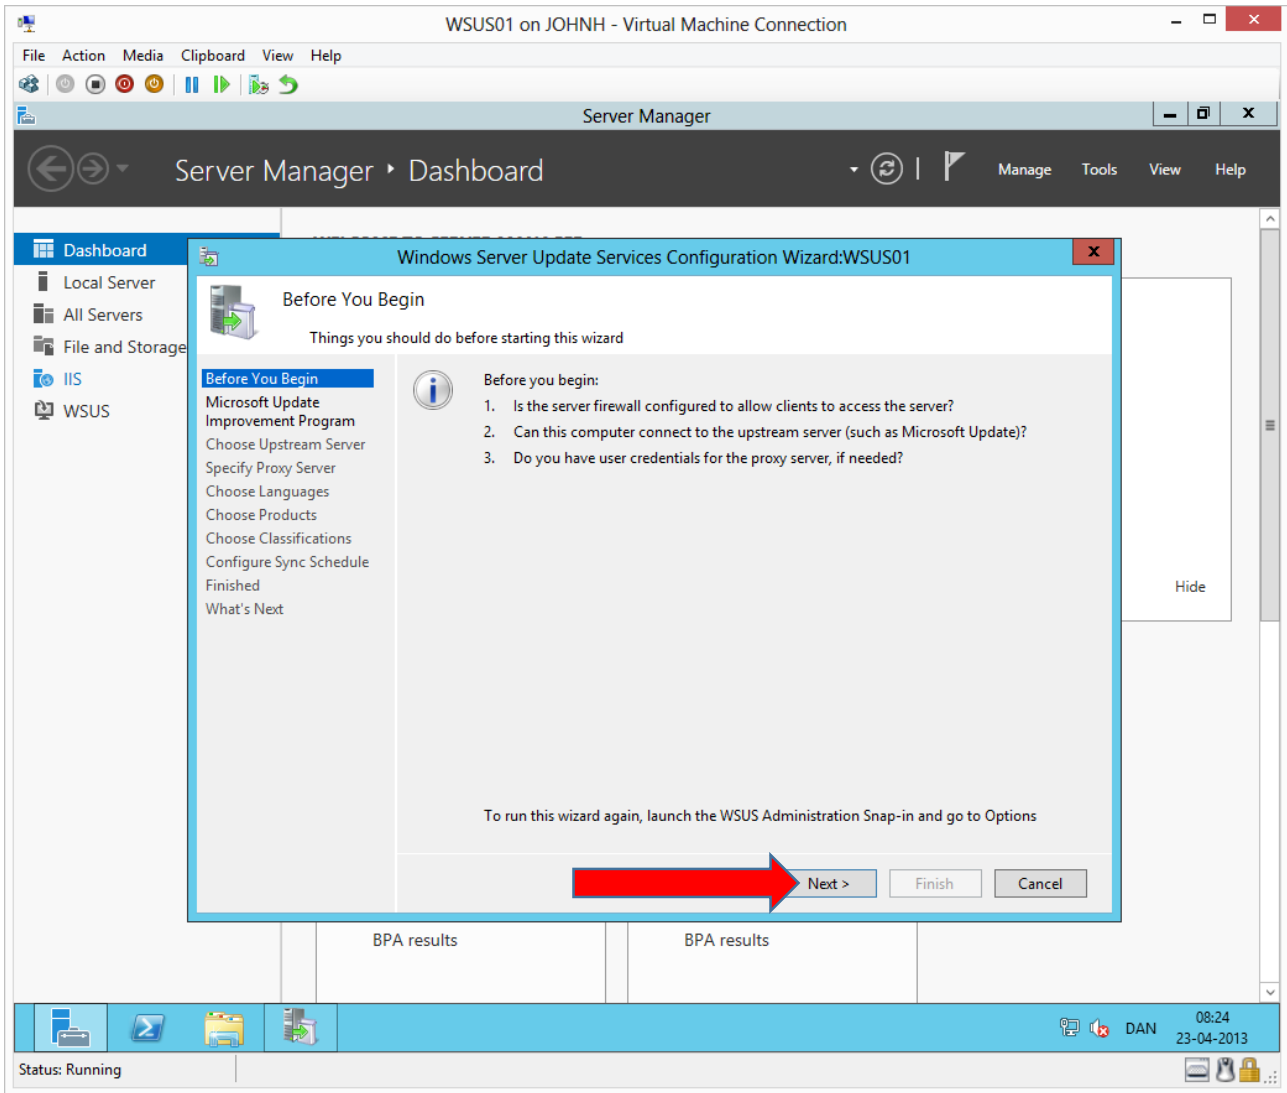 WSUS01 on JOHNH - Virtual Machine Connection
File Action Media Clipboard View Help
Server Manager
Server Manager Dashboard
Manage Tools View Help
Dashboard
Local Server
All Servers
File and Storage
IIS
WSUS
Windows Server Update Services Configuration Wizard:WSUS01
Before You Begin
Things you should do before starting this wizard
Before You Begin
Microsoft Update
Improvement Program
Choose Upstream Server
Specify Proxy Server
Choose Languages
Choose Products
Choose Classifications
Configure Sync Schedule
Finished
What's Next
Before you begin:
1. Is the server firewall configured to allow clients to access the server?
2. Can this computer connect to the upstream server (such as Microsoft Update)?
3. Do you have user credentials for the proxy server, if needed?
To run this wizard again, launch the WSUS Administration Snap-in and go to Options
Next > Finish Cancel
Hide
BPA results BPA results
DAN
08:24
23-04-2013
Status: Running